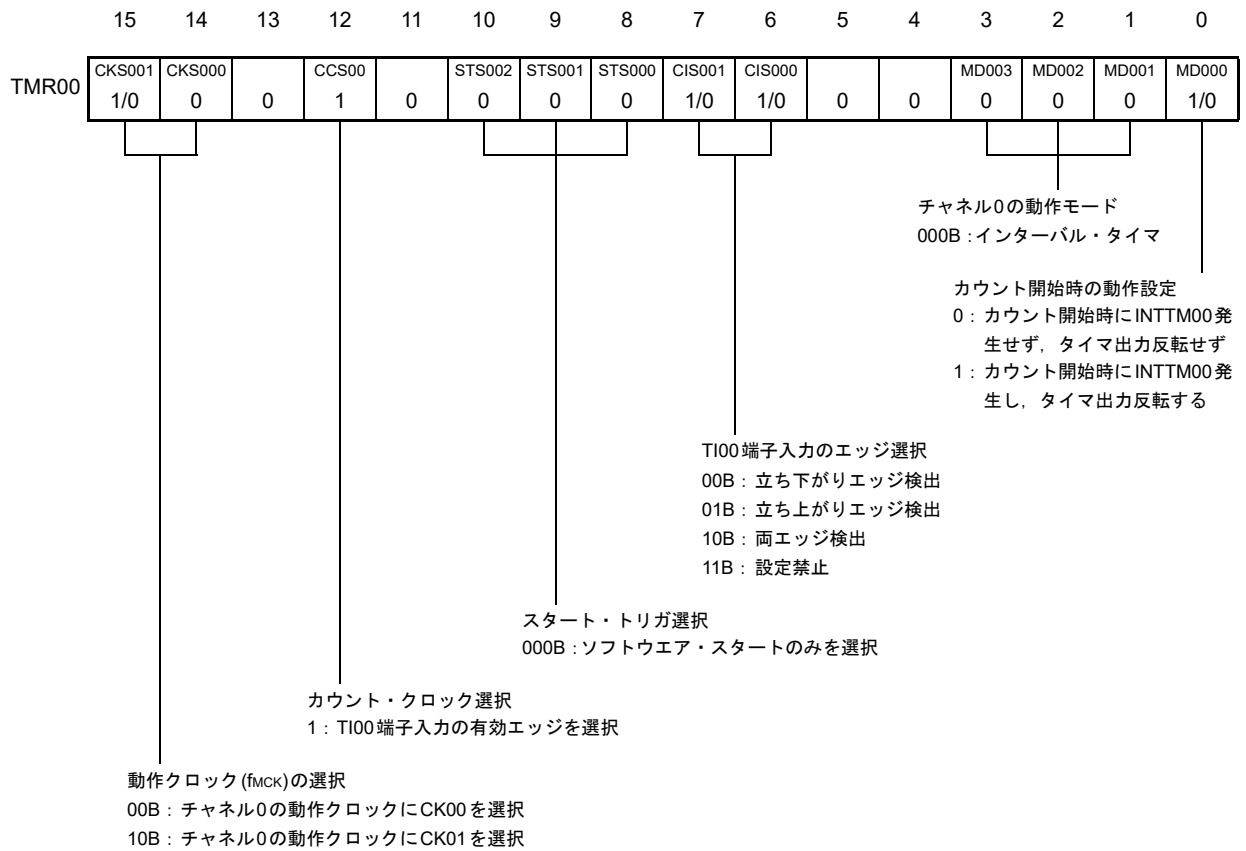 15 14 13 12 11 10 9 8 7 6 5 4 3 2 1 0
TMR00
CKS001 CKS000 CCS00 STS002 STS001 STS000 CIS001 CIS000 MD003 MD002 MD001 MD000
1/0 0 0 1 0 0 0 0 1/0 1/0 0 0 0 0 0 1/0
チャネル0の動作モード
000B:インターバル・タイマ
カウント開始時の動作設定
0:カウント開始時にINTTM00発
生せず,タイマ出力反転せず
1:カウント開始時にINTTM00発
生し,タイマ出力反転する
TI00端子入力のエッジ選択
00B:立ち下がりエッジ検出
01B:立ち上がりエッジ検出
10B:両エッジ検出
11B:設定禁止
スタート・トリガ選択
000B:ソフトウエア・スタートのみを選択
カウント・クロック選択
1:TI00端子入力の有効エッジを選択
動作クロック(fMCK)の選択
00B:チャネル0の動作クロックにCK00を選択
10B:チャネル0の動作クロックにCK01を選択